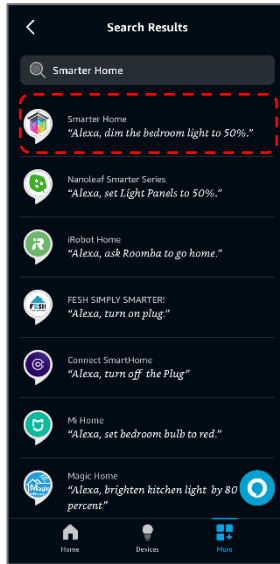 Search Results
Smarter Home
Smarter Home
“Alexa, dim the bedroom light to 50%.”
Nanoleaf Smarter Series
“Alexa, set Light Panels to 50%.”
iRobot Home
“Alexa, ask Roomba to go home.”
FESH
FESH SIMPLY SMARTER!
“Alexa, turn on plug.”
Connect SmartHome
“Alexa, turn off the Plug”
Mi Home
“Alexa, set bedroom bulb to red.”
Magic
Magic Home
“Alexa, brighten kitchen light by 80
percent”
Home
Devices
More